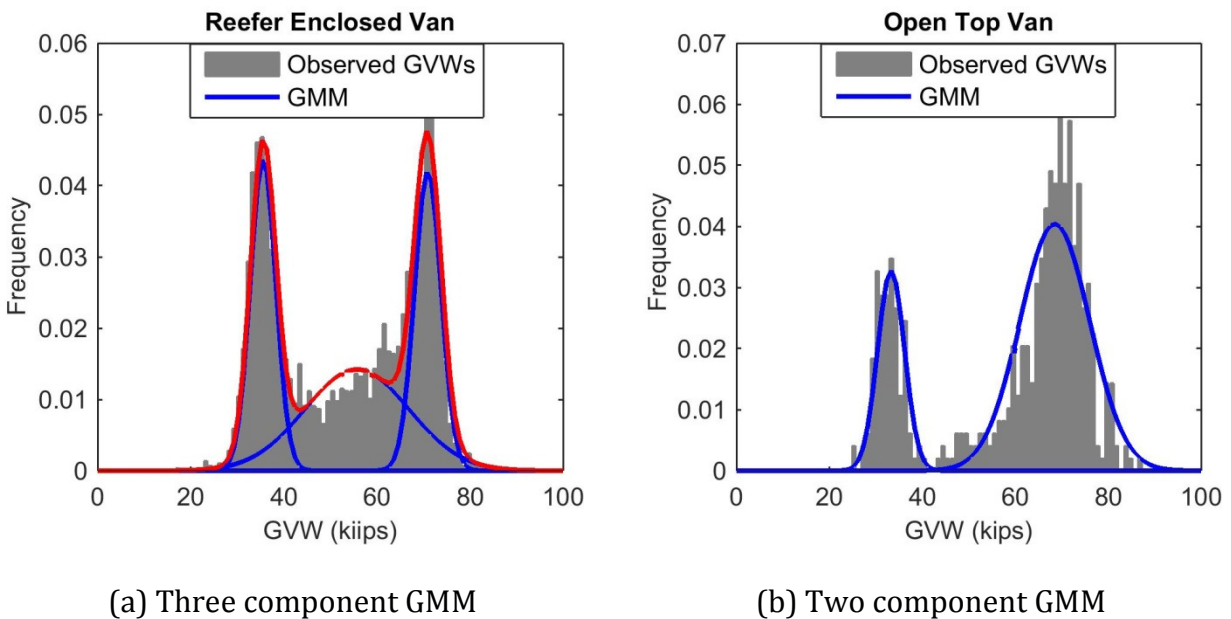 Reefer Enclosed Van
0.06
0.05
0.04
0.03
0.02
0.01
0
Frequency
Observed GVWs
GMM
0 20 40 60 80 100
GVW (kiips)
(a) Three component GMM
Open Top Van
0.07
0.06
0.05
0.04
0.03
0.02
0.01
0
Frequency
Observed GVWs
GMM
0 20 40 60 80 100
GVW (kips)
(b) Two component GMM